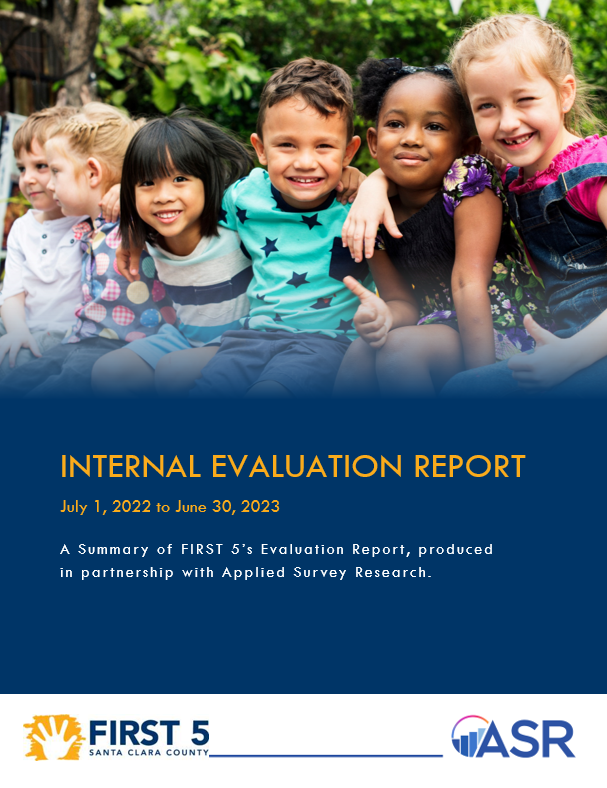 INTERNAL EVALUATION REPORT
July 1, 2022 to June 30, 2023
A Summary of FIRST 5’s Evaluation Report, produced
in partnership with Applied Survey Research.
FIRST 5
SANTA CLARA COUNTY
ASR